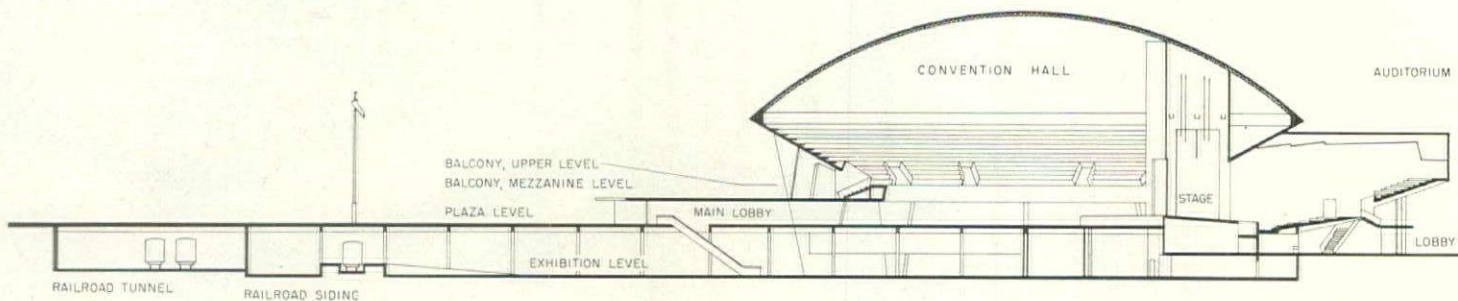 CONVENTION HALL
AUDITORIUM
BALCONY, UPPER LEVEL
BALCONY, MEZZANINE LEVEL
PLAZA LEVEL
MAIN LOBBY
STAGE
LOBBY
EXHIBITION LEVEL
RAILROAD TUNNEL
RAILROAD SIDING